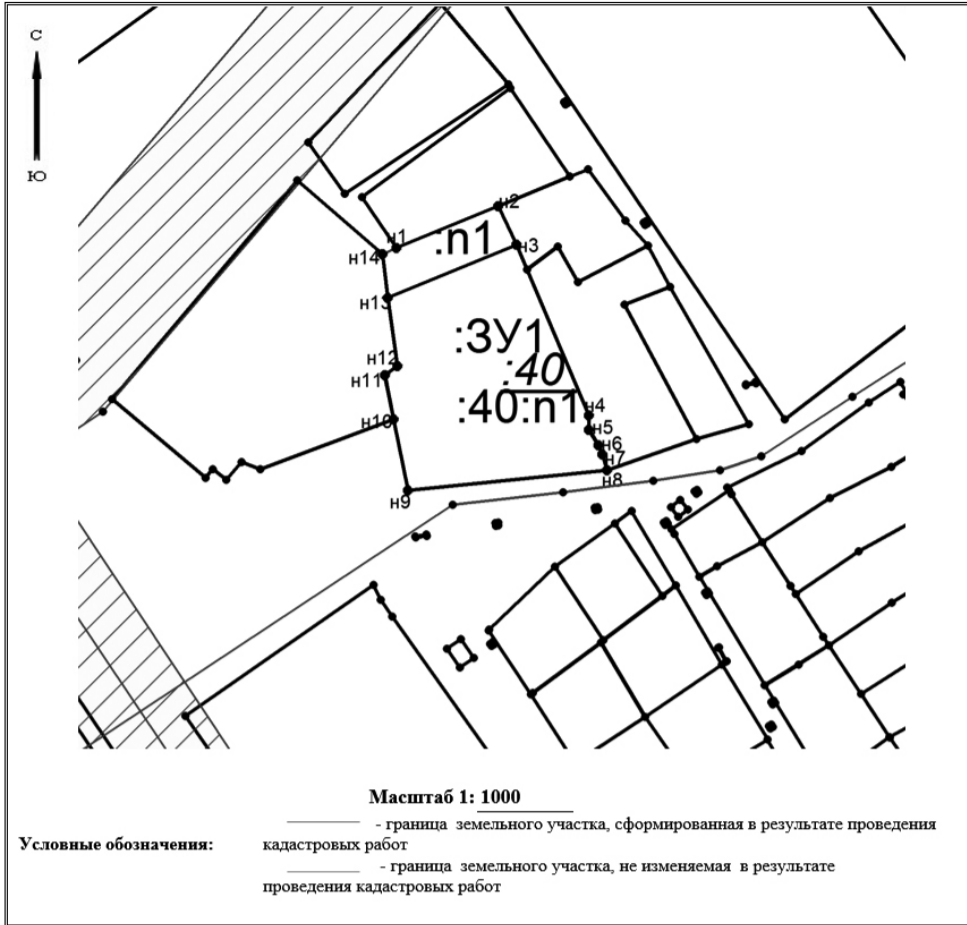 С
Ю
н1
н2
:п1
н3
н14
н13
:ЗУ1
н12
:40
н11
:40:п1
н4
н10
н5
н6
н7
н8
н9
Масштаб 1: 1000
- граница земельного участка, сформированная в результате проведения
Условные обозначения:
кадастровых работ
- граница земельного участка, не изменяемая в результате
проведения кадастровых работ